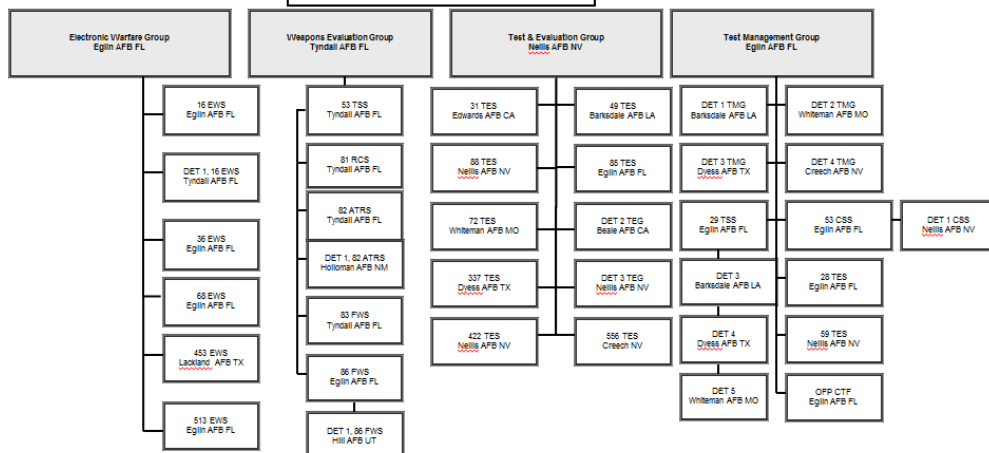 Electronic Warfare Group
Eglin AFB FL
Weapons Evaluation Group
Tyndall AFB FL
Test & Evaluation Group
Nellis AFB NV
Test Management Group
Eglin AFB FL
16 EWS
Eglin AFB FL
DET 1, 16 EWS
Tyndall AFB FL
36 EWS
Eglin AFB FL
68 EWS
Eglin AFB FL
453 EWS
Lackland AFB TX
513 EWS
Eglin AFB FL
53 TSS
Tyndall AFB FL
81 RCS
Tyndall AFB FL
82 ATRS
Tyndall AFB FL
DET 1, 82 ATRS
Holloman AFB NM
83 FWS
Tyndall AFB FL
86 FWS
Eglin AFB FL
DET 1, 86 FWS
Hill AFB UT
31 TES
Edwards AFB CA
49 TES
Barksdale AFB LA
88 TES
Nellis AFB NV
85 TES
Eglin AFB FL
72 TES
Whiteman AFB MO
DET 2 TEG
Beale AFB CA
337 TES
Dyess AFB TX
DET 3 TEG
Nellis AFB NV
422 TES
Nellis AFB NV
556 TES
Creech NV
DET 1 TMG
Barksdale AFB LA
DET 2 TMG
Whiteman AFB MO
DET 3 TMG
Dyess AFB TX
DET 4 TMG
Creech AFB NV
29 TSS
Eglin AFB FL
53 CSS
Eglin AFB FL
DET 1 CSS
Nellis AFB NV
DET 3
Barksdale AFB LA
28 TES
Eglin AFB FL
DET 4
Dyess AFB TX
59 TES
Nellis AFB NV
DET 5
Whiteman AFB MO
OFP CTF
Eglin AFB FL